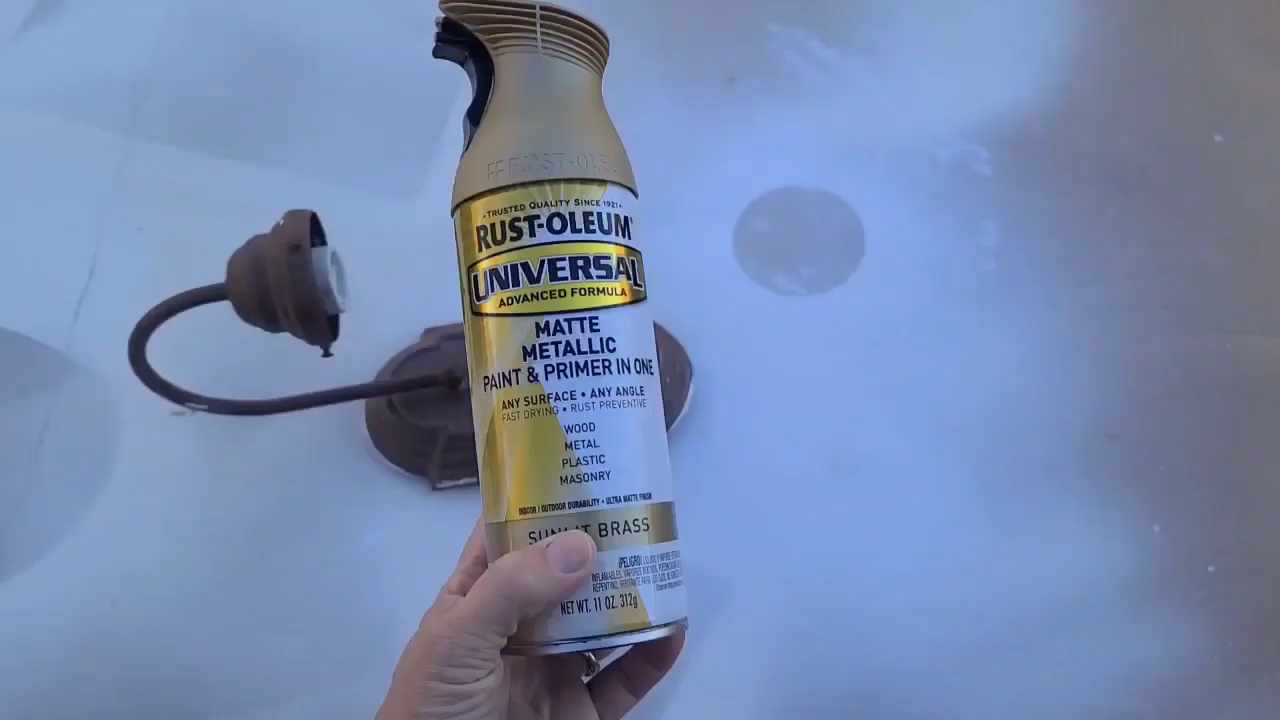 ·TRUSTED QUALITY SINCE 1921·
RUST-OLEUM®
UNIVERSAL
ADVANCED FORMULA
MATTE
METALLIC
PAINT & PRIMER IN ONE
ANY SURFACE • ANY ANGLE
FAST DRYING • RUST PREVENTIVE
WOOD
METAL
PLASTIC
MASONRY
INDOOR / OUTDOOR DURABILITY • ULTRA MATTE FINISH
BRASS
¡PELIGRO!
NET WT. 11 OZ. 312g